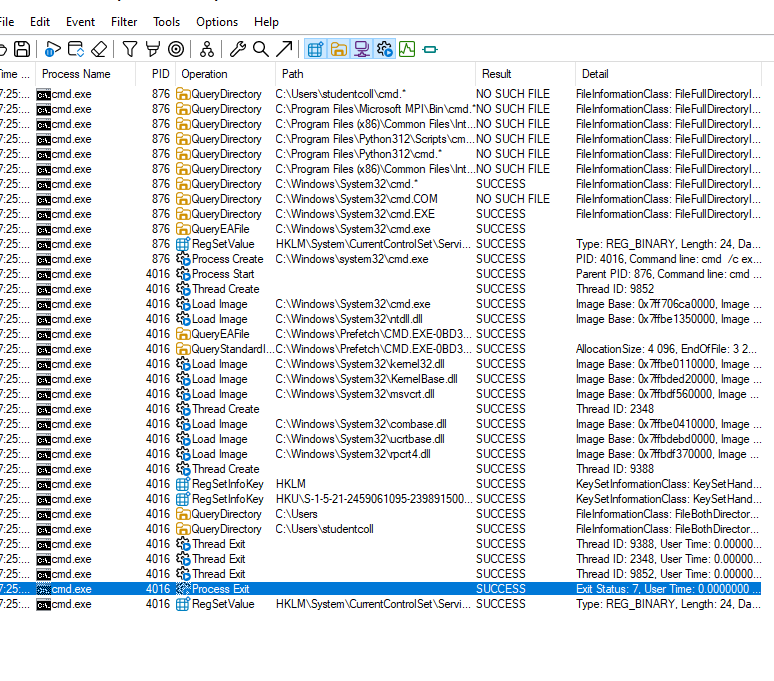 File Edit Event Filter Tools Options Help
Time ... Process Name PID Operation Path Result Detail
7:25:... cmd.exe 876 QueryDirectory C:\Users\studentcoll\cmd.* NO SUCH FILE FileInformationClass: FileFullDirectoryI...
7:25:... cmd.exe 876 QueryDirectory C:\Program Files\Microsoft MPI\Bin\cmd.* NO SUCH FILE FileInformationClass: FileFullDirectoryI...
7:25:... cmd.exe 876 QueryDirectory C:\Program Files (x86)\Common Files\Int... NO SUCH FILE FileInformationClass: FileFullDirectoryI...
7:25:... cmd.exe 876 QueryDirectory C:\Program Files\Python312\Scripts\cm... NO SUCH FILE FileInformationClass: FileFullDirectoryI...
7:25:... cmd.exe 876 QueryDirectory C:\Program Files\Python312\cmd.* NO SUCH FILE FileInformationClass: FileFullDirectoryI...
7:25:... cmd.exe 876 QueryDirectory C:\Program Files (x86)\Common Files\Int... NO SUCH FILE FileInformationClass: FileFullDirectoryI...
7:25:... cmd.exe 876 QueryDirectory C:\Windows\System32\cmd.* SUCCESS FileInformationClass: FileFullDirectoryI...
7:25:... cmd.exe 876 QueryDirectory C:\Windows\System32\cmd.COM NO SUCH FILE FileInformationClass: FileFullDirectoryI...
7:25:... cmd.exe 876 QueryDirectory C:\Windows\System32\cmd.EXE SUCCESS FileInformationClass: FileFullDirectoryI...
7:25:... cmd.exe 876 QueryEAFile C:\Windows\System32\cmd.exe SUCCESS
7:25:... cmd.exe 876 RegSetValue HKLM\System\CurrentControlSet\Servi... SUCCESS Type: REG_BINARY, Length: 24, Da...
7:25:... cmd.exe 876 Process Create C:\Windows\system32\cmd.exe SUCCESS PID: 4016, Command line: cmd /c ex...
7:25:... cmd.exe 4016 Process Start SUCCESS Parent PID: 876, Command line: cmd ...
7:25:... cmd.exe 4016 Thread Create SUCCESS Thread ID: 9852
7:25:... cmd.exe 4016 Load Image C:\Windows\System32\cmd.exe SUCCESS Image Base: 0x7ff706ca0000, Image ...
7:25:... cmd.exe 4016 Load Image C:\Windows\System32\ntdll.dll SUCCESS Image Base: 0x7ffbe1350000, Image ...
7:25:... cmd.exe 4016 QueryEAFile C:\Windows\Prefetch\CMD.EXE-0BD3... SUCCESS
7:25:... cmd.exe 4016 QueryStandardI... C:\Windows\Prefetch\CMD.EXE-0BD3... SUCCESS AllocationSize: 4 096, EndOfFile: 3 2...
7:25:... cmd.exe 4016 Load Image C:\Windows\System32\kernel32.dll SUCCESS Image Base: 0x7ffbe0110000, Image ...
7:25:... cmd.exe 4016 Load Image C:\Windows\System32\KernelBase.dll SUCCESS Image Base: 0x7ffbded20000, Image ...
7:25:... cmd.exe 4016 Load Image C:\Windows\System32\msvcrt.dll SUCCESS Image Base: 0x7ffbdf560000, Image ...
7:25:... cmd.exe 4016 Thread Create SUCCESS Thread ID: 2348
7:25:... cmd.exe 4016 Load Image C:\Windows\System32\combase.dll SUCCESS Image Base: 0x7ffbe0410000, Image ...
7:25:... cmd.exe 4016 Load Image C:\Windows\System32\ucrtbase.dll SUCCESS Image Base: 0x7ffbdebd0000, Image ...
7:25:... cmd.exe 4016 Load Image C:\Windows\System32\rpcrt4.dll SUCCESS Image Base: 0x7ffbdf370000, Image ...
7:25:... cmd.exe 4016 Thread Create SUCCESS Thread ID: 9388
7:25:... cmd.exe 4016 RegSetInfoKey HKLM SUCCESS KeySetInformationClass: KeySetHand...
7:25:... cmd.exe 4016 RegSetInfoKey HKU\S-1-5-21-2459061095-239891500... SUCCESS KeySetInformationClass: KeySetHand...
7:25:... cmd.exe 4016 QueryDirectory C:\Users SUCCESS FileInformationClass: FileBothDirector...
7:25:... cmd.exe 4016 QueryDirectory C:\Users\studentcoll SUCCESS FileInformationClass: FileBothDirector...
7:25:... cmd.exe 4016 Thread Exit SUCCESS Thread ID: 9388, User Time: 0.00000...
7:25:... cmd.exe 4016 Thread Exit SUCCESS Thread ID: 2348, User Time: 0.00000...
7:25:... cmd.exe 4016 Thread Exit SUCCESS Thread ID: 9852, User Time: 0.00000...
7:25:... cmd.exe 4016 Process Exit SUCCESS Exit Status: 7, User Time: 0.0000000 ...
7:25:... cmd.exe 4016 RegSetValue HKLM\System\CurrentControlSet\Servi... SUCCESS Type: REG_BINARY, Length: 24, Da...